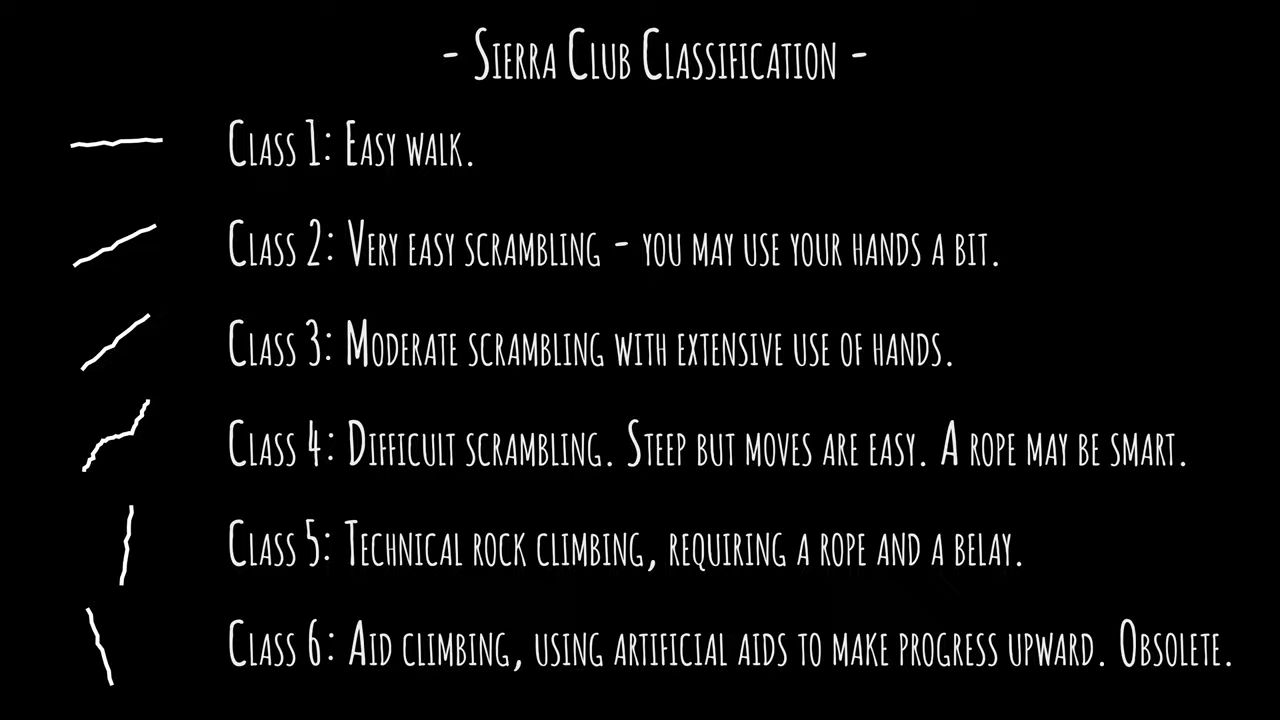 - Sierra Club Classification -
Class 1: Easy walk.
Class 2: Very easy scrambling - you may use your hands a bit.
Class 3: Moderate scrambling with extensive use of hands.
Class 4: Difficult scrambling. Steep but moves are easy. A rope may be smart.
Class 5: Technical rock climbing, requiring a rope and a belay.
Class 6: Aid climbing, using artificial aids to make progress upward. Obsolete.